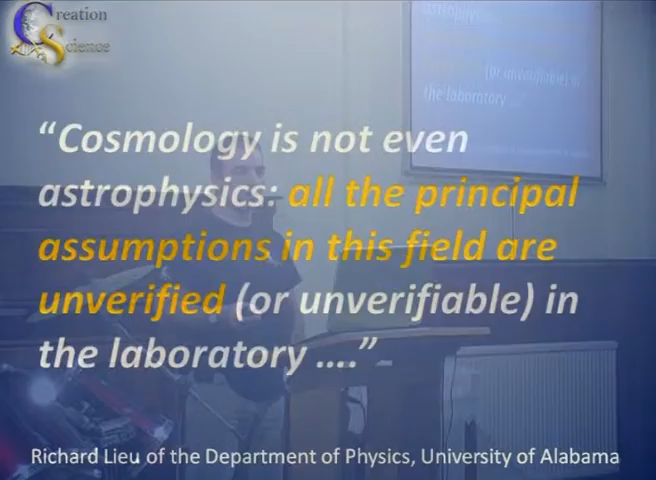 Creation
Science
astrophysics:
(or unverifiable) in
the laboratory ...."
“Cosmology is not even
astrophysics: all the principal
assumptions in this field are
unverified (or unverifiable) in
the laboratory ....”
Richard Lieu of the Department of Physics, University of Alabama